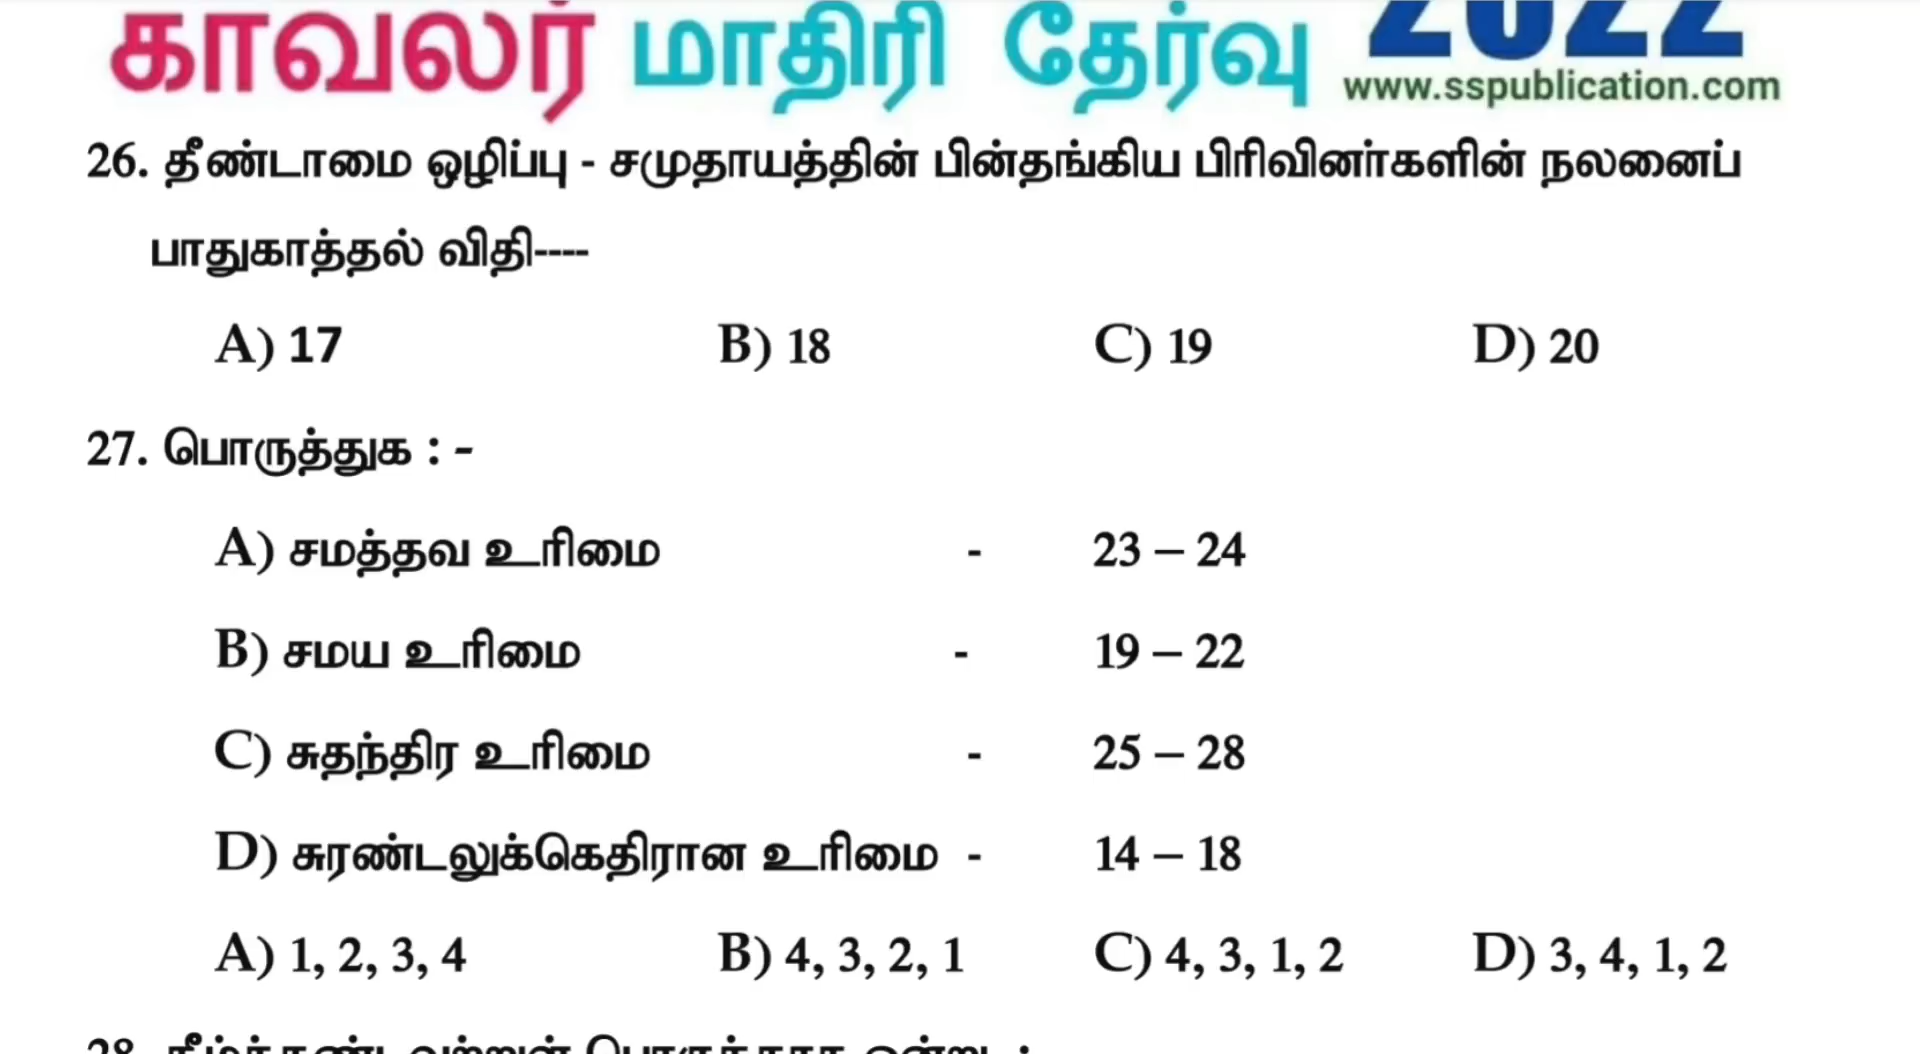 காவலர் மாதிரி தேர்வு 2022
www.sspublication.com
26. தீண்டாமை ஒழிப்பு - சமுதாயத்தின் பின்தங்கிய பிரிவினர்களின் நலனைப்
பாதுகாத்தல் விதி----
A) 17 B) 18 C) 19 D) 20
27. பொருத்துக : -
A) சமத்தவ உரிமை - 23 – 24
B) சமய உரிமை - 19 – 22
C) சுதந்திர உரிமை - 25 – 28
D) சுரண்டலுக்கெதிரான உரிமை - 14 – 18
A) 1, 2, 3, 4 B) 4, 3, 2, 1 C) 4, 3, 1, 2 D) 3, 4, 1, 2